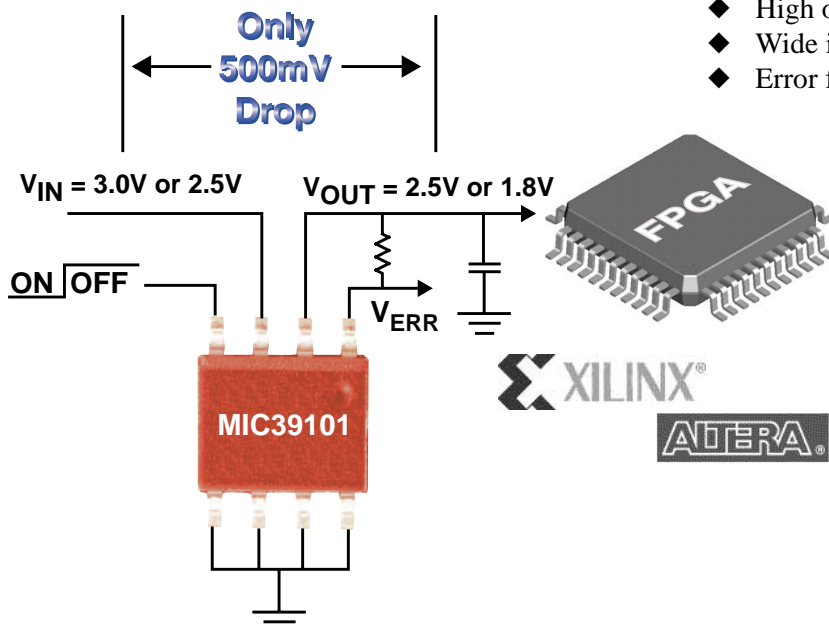 Only
500mV
Drop
◆ High
◆ Wide
◆ Error
VIN = 3.0V or 2.5V
VOUT = 2.5V or 1.8V
FPGA
ON OFF
VERR
MIC39101
XILINX®
ALTERA®